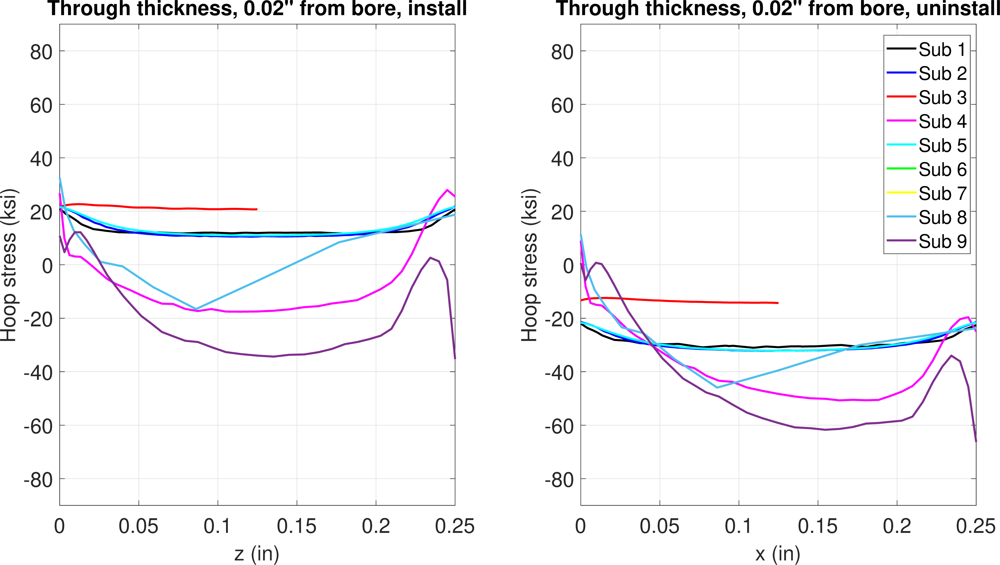 Through thickness, 0.02" from bore, install
80
60
40
20
0
-20
-40
-60
-80
Hoop stress (ksi)
0 0.05 0.1 0.15 0.2 0.25
z (in)
Through thickness, 0.02" from bore, uninstall
80
60
40
20
0
-20
-40
-60
-80
Hoop stress (ksi)
0 0.05 0.1 0.15 0.2 0.25
x (in)
Sub 1
Sub 2
Sub 3
Sub 4
Sub 5
Sub 6
Sub 7
Sub 8
Sub 9